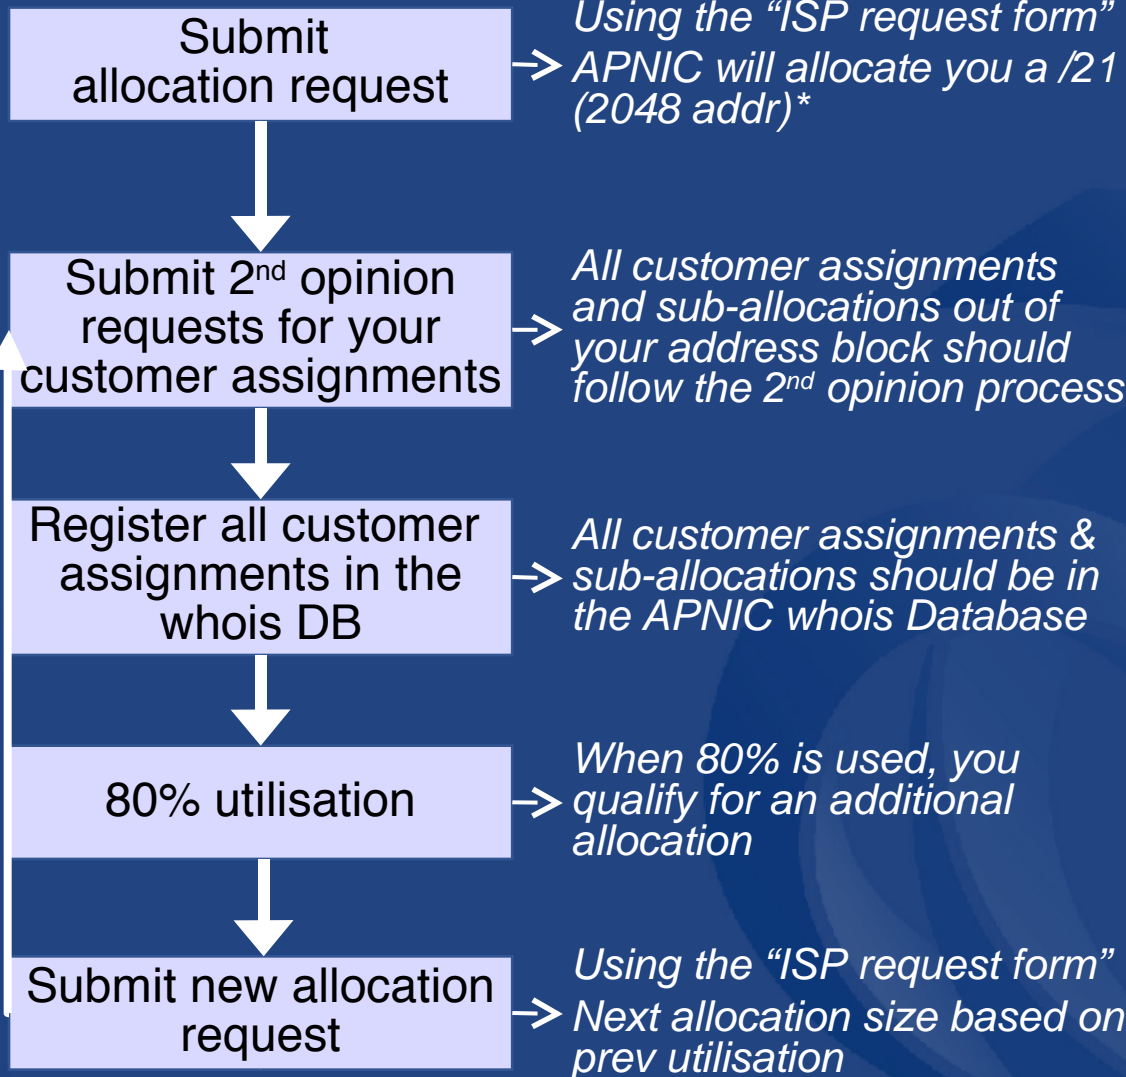 Submit
allocation request
Using the “ISP request form”
APNIC will allocate you a /21
(2048 addr)*
Submit 2nd opinion
requests for your
customer assignments
All customer assignments
and sub-allocations out of
your address block should
follow the 2nd opinion process
Register all customer
assignments in the
whois DB
All customer assignments &
sub-allocations should be in
the APNIC whois Database
80% utilisation
When 80% is used, you
qualify for an additional
allocation
Submit new allocation
request
Using the “ISP request form”
Next allocation size based on
prev utilisation